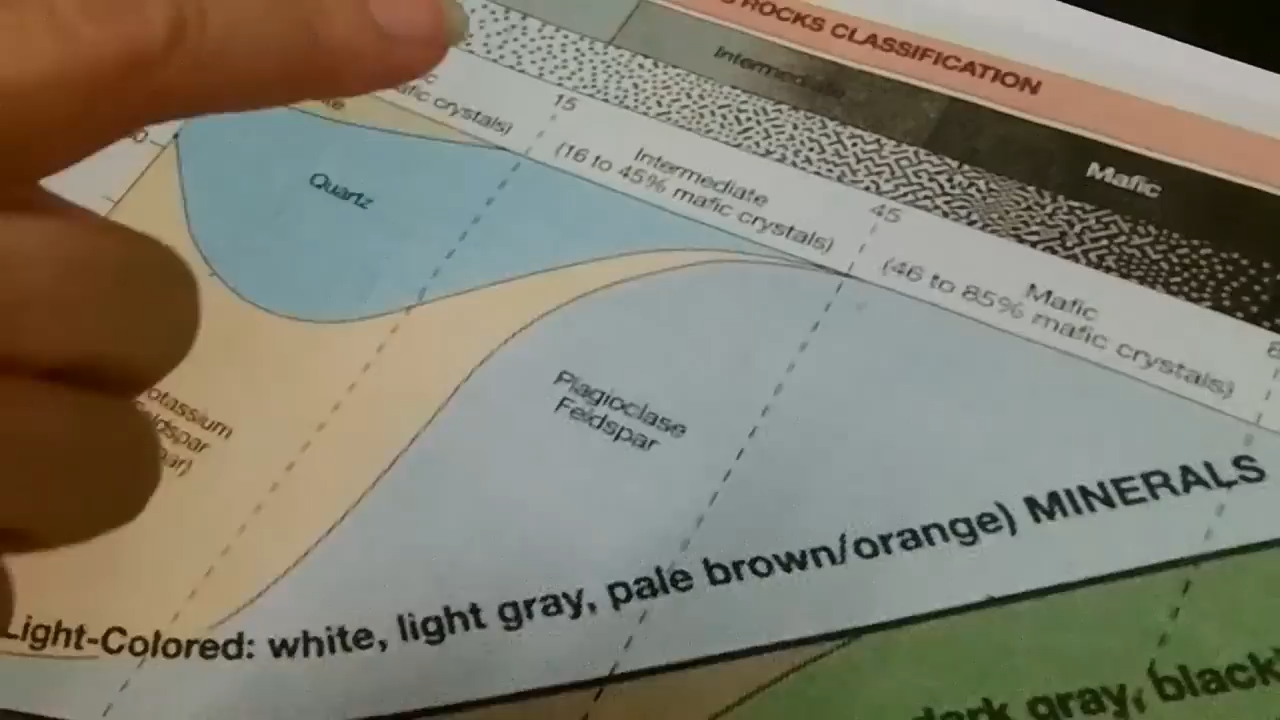 ROCKS CLASSIFICATION
Intermediate
Mafic
15
45
crystals)
Intermediate
(16 to 45% mafic crystals)
Mafic
(46 to 85% mafic crystals)
Quartz
Plagioclase
Feldspar
Light-Colored: white, light gray, pale brown/orange) MINERALS
dark gray, black